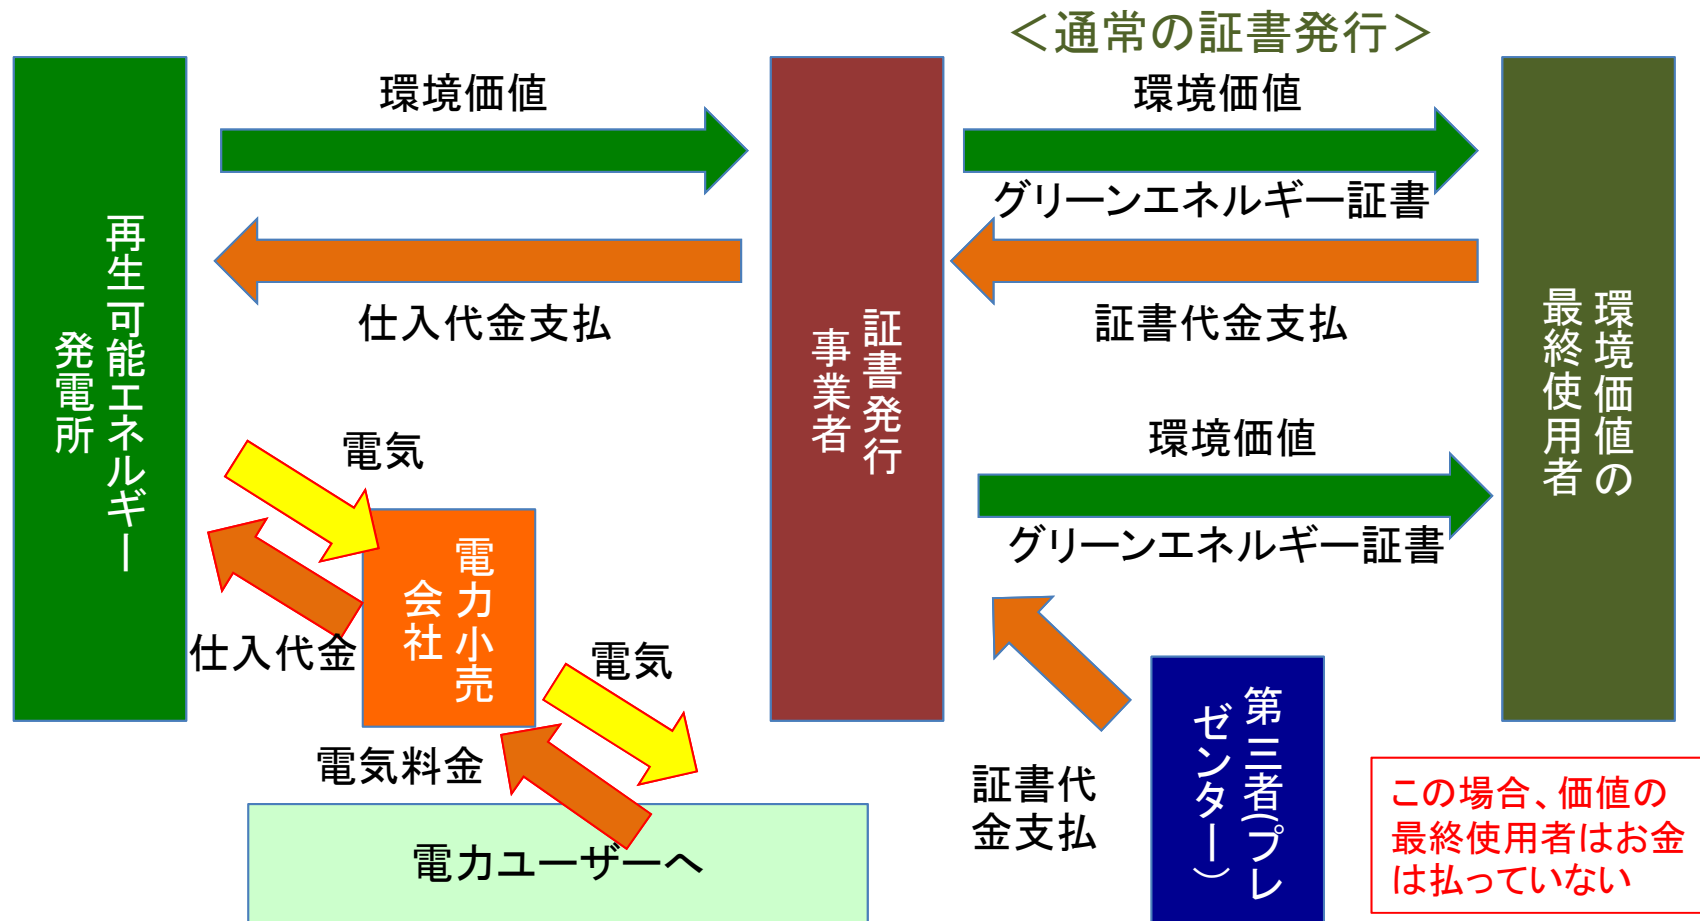 ＜通常の証書発行＞
環境価値
環境価値
グリーンエネルギー証書
仕入代金支払
証書代金支払
再生可能エネルギー
発電所
証書発行
事業者
環境価値の
最終使用者
電気
環境価値
グリーンエネルギー証書
電力小売
会社
仕入代金
電気
電気料金
電力ユーザーへ
証書代
金支払
第三者(プレ
ゼンター）
この場合、価値の
最終使用者はお金
は払っていない